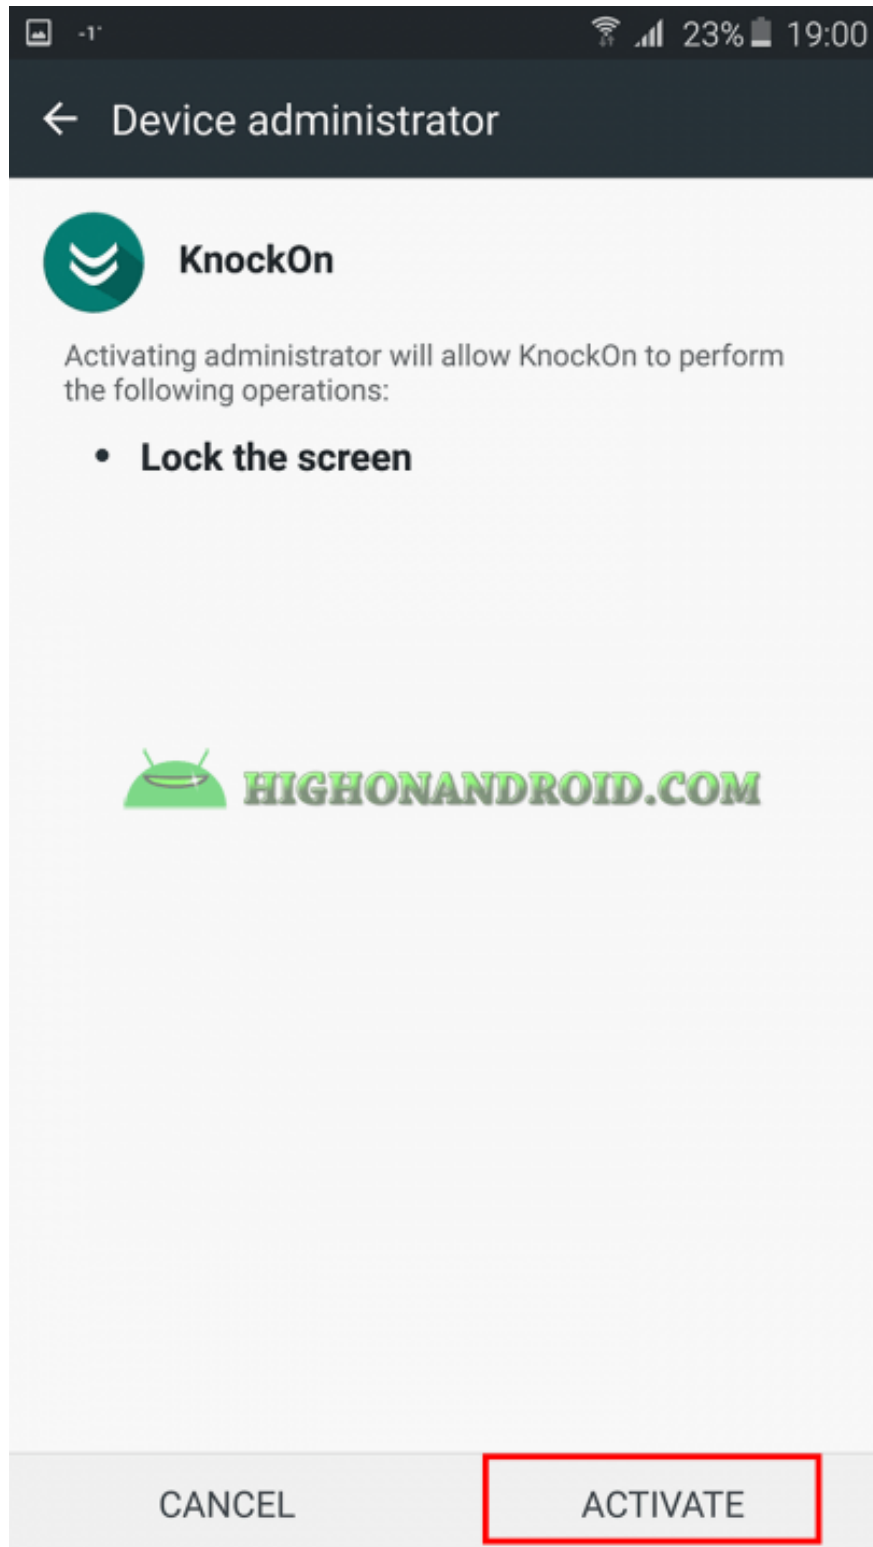 -1° 23% 19:00
Device administrator
KnockOn
Activating administrator will allow KnockOn to perform
the following operations:
• Lock the screen
HIGHONANDROID.COM
CANCEL ACTIVATE